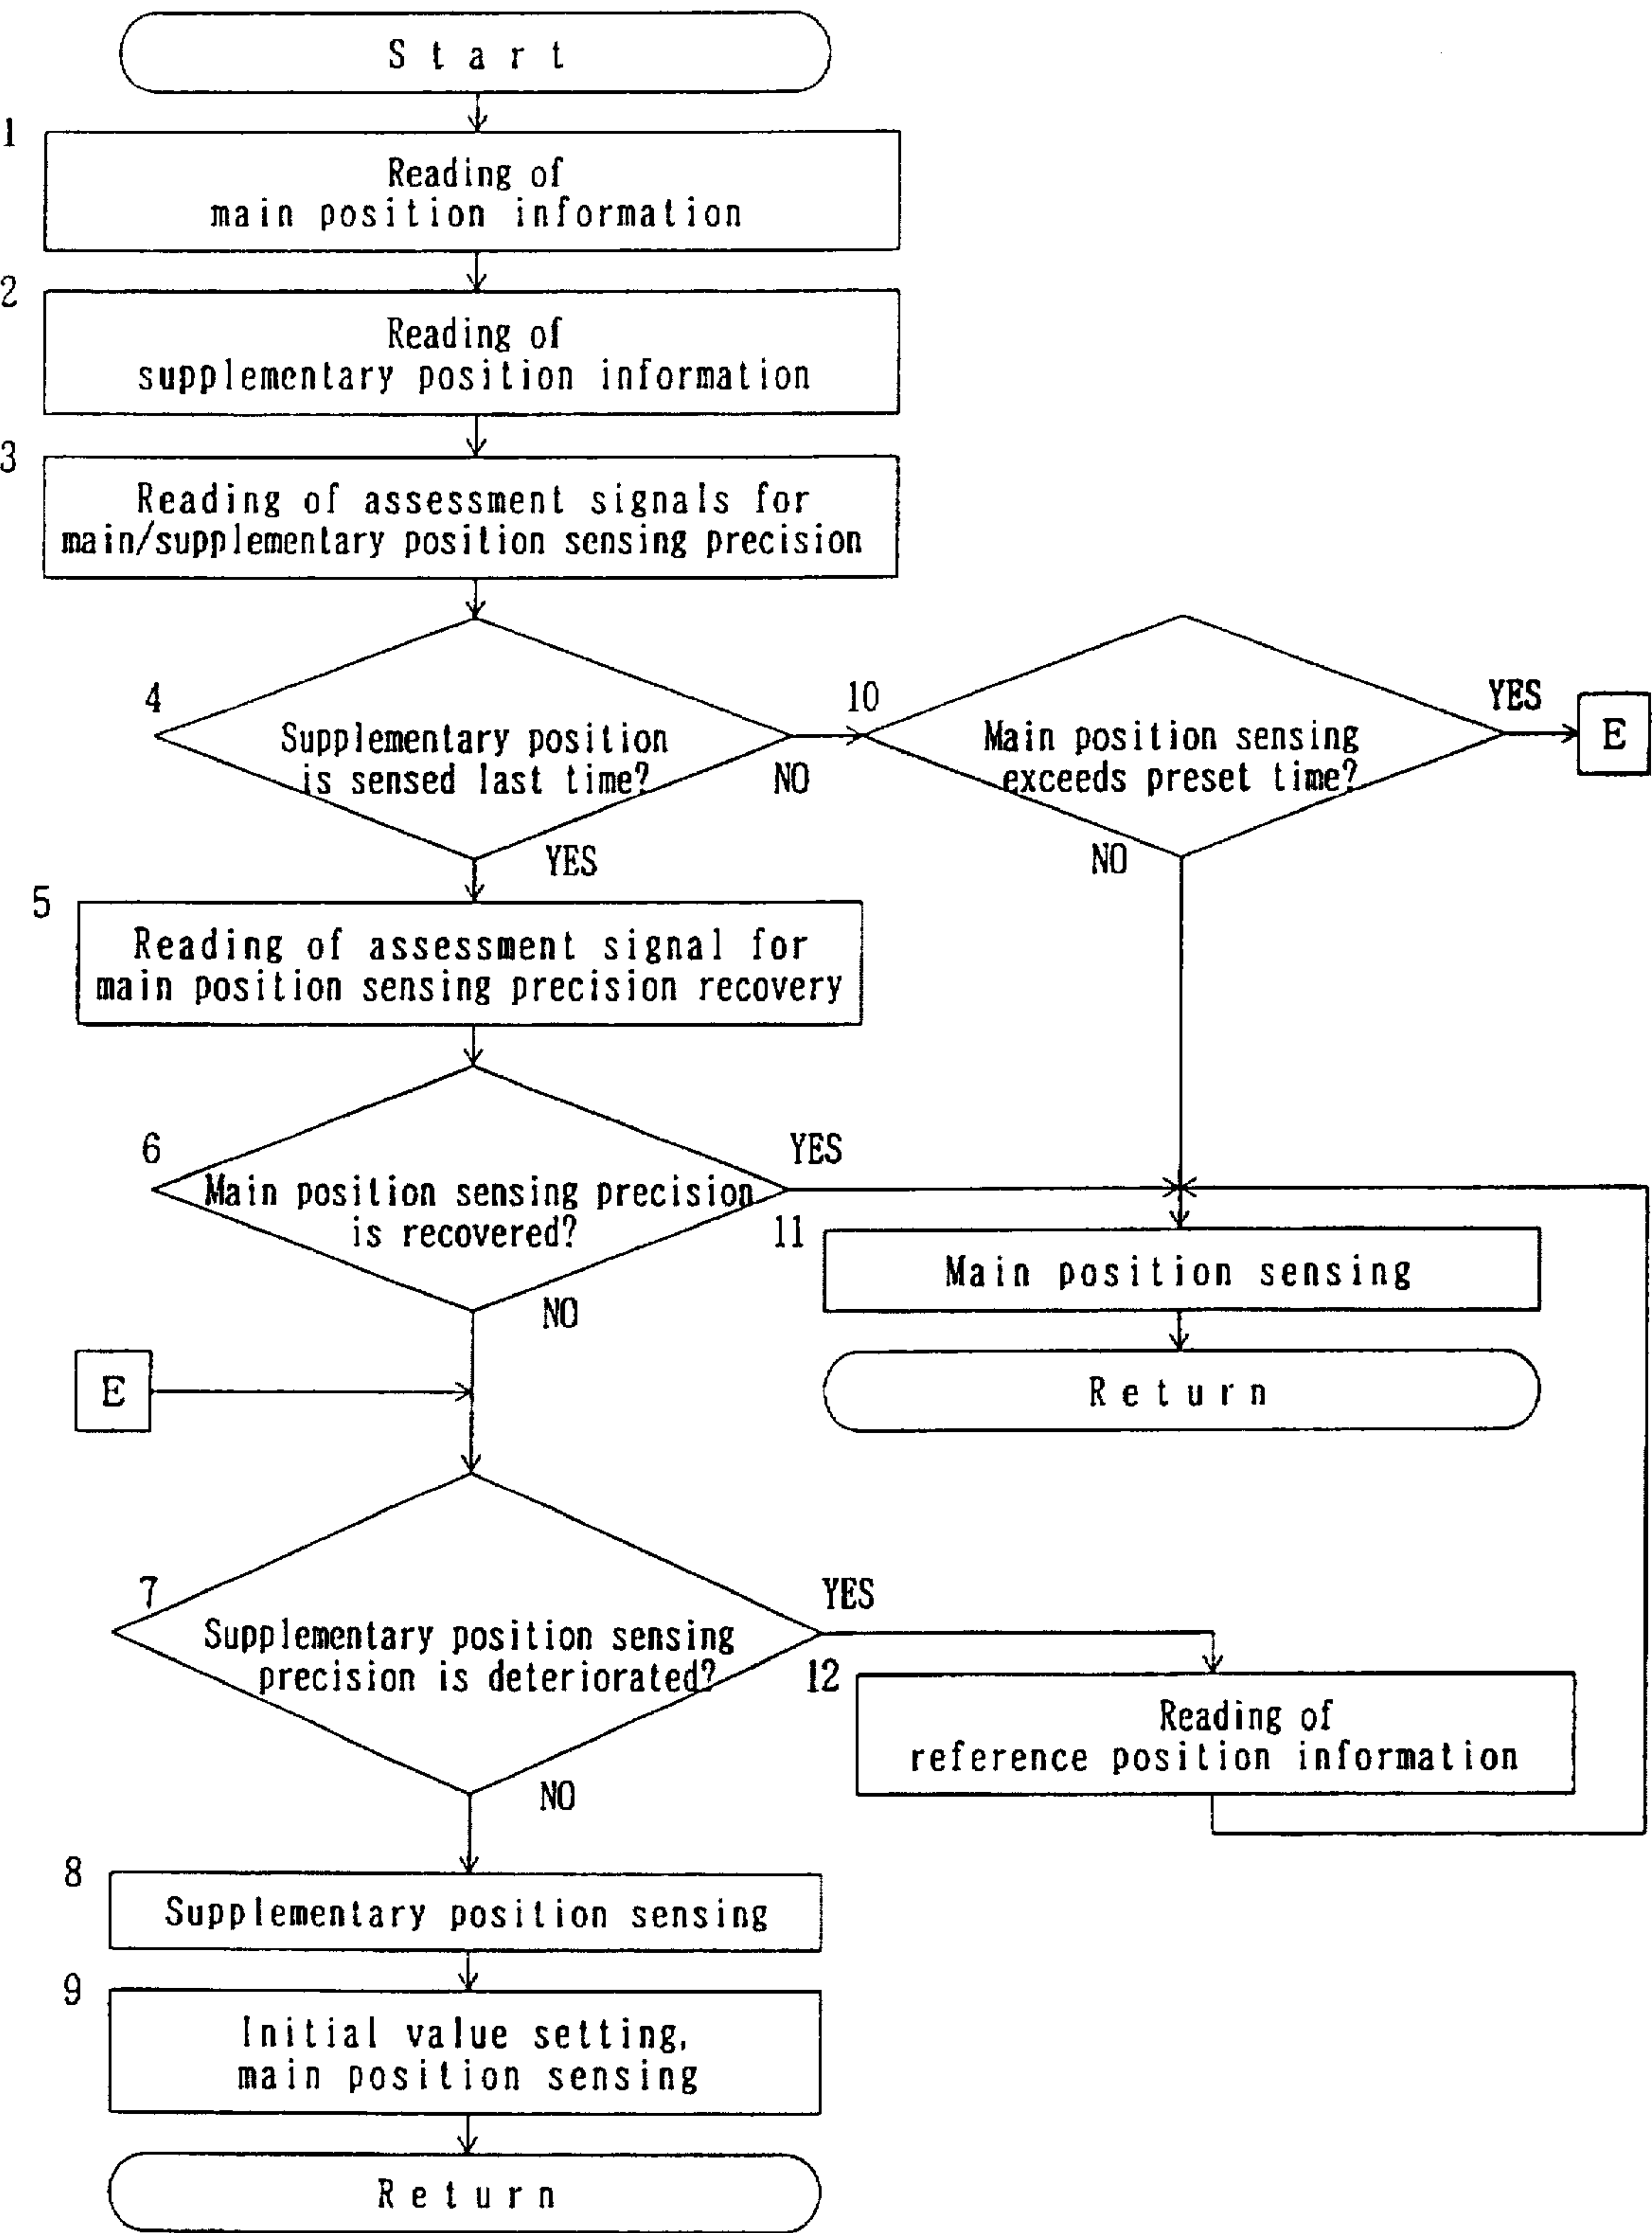 Start
1
Reading of
main position information
2
Reading of
supplementary position information
3
Reading of assessment signals for
main/supplementary position sensing precision
4
Supplementary position
is sensed last time?
NO
YES
10
Main position sensing
exceeds preset time?
YES
E
NO
5
Reading of assessment signal for
main position sensing precision recovery
6
Main position sensing precision
is recovered?
YES
NO
11
Main position sensing
Return
E
7
Supplementary position sensing
precision is deteriorated?
YES
NO
12
Reading of
reference position information
8
Supplementary position sensing
9
Initial value setting,
main position sensing
Return